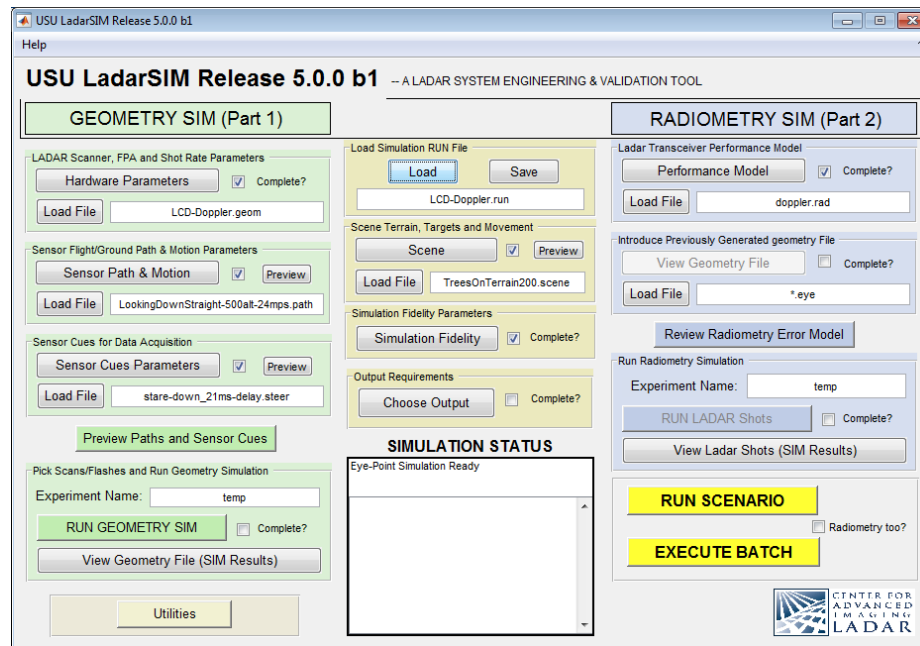 USU LadarSIM Release 5.0.0 b1
Help
USU LadarSIM Release 5.0.0 b1 -- A LADAR SYSTEM ENGINEERING & VALIDATION TOOL
GEOMETRY SIM (Part 1)
LADAR Scanner, FPA and Shot Rate Parameters
Hardware Parameters Complete?
Load File LCD-Doppler.geom
Sensor Flight/Ground Path & Motion Parameters
Sensor Path & Motion Preview
Load File LookingDownStraight-500alt-24mps.path
Sensor Cues for Data Acquisition
Sensor Cues Parameters Preview
Load File stare-down_21ms-delay.steer
Preview Paths and Sensor Cues
Pick Scans/Flashes and Run Geometry Simulation
Experiment Name: temp
RUN GEOMETRY SIM Complete?
View Geometry File (SIM Results)
Utilities
Load Simulation RUN File
Load Save
LCD-Doppler.run
Scene Terrain, Targets and Movement
Scene Preview
Load File TreesOnTerrain200.scene
Simulation Fidelity Parameters
Simulation Fidelity Complete?
Output Requirements
Choose Output Complete?
SIMULATION STATUS
Eye-Point Simulation Ready
RADIOMETRY SIM (Part 2)
Ladar Transceiver Performance Model
Performance Model Complete?
Load File doppler.rad
Introduce Previously Generated geometry File
View Geometry File Complete?
Load File *.eye
Review Radiometry Error Model
Run Radiometry Simulation
Experiment Name: temp
RUN LADAR Shots Complete?
View Ladar Shots (SIM Results)
RUN SCENARIO
Radiometry too?
EXECUTE BATCH
CENTER FOR
ADVANCED
IMAGING
LADAR